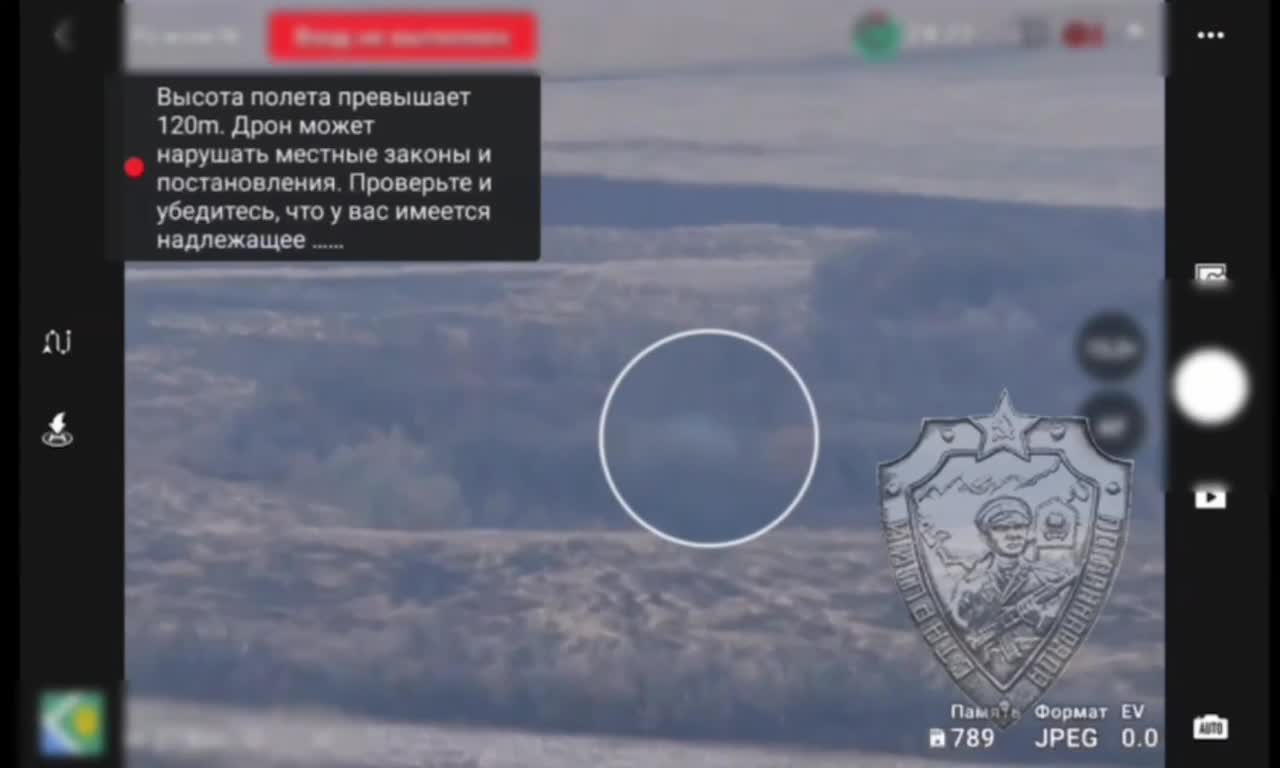 Высота полета превышает
120m. Дрон может
нарушать местные законы и
постановления. Проверьте и
убедитесь, что у вас имеется
надлежащее ......
Память Формат EV
789 JPEG 0.0
AUTO